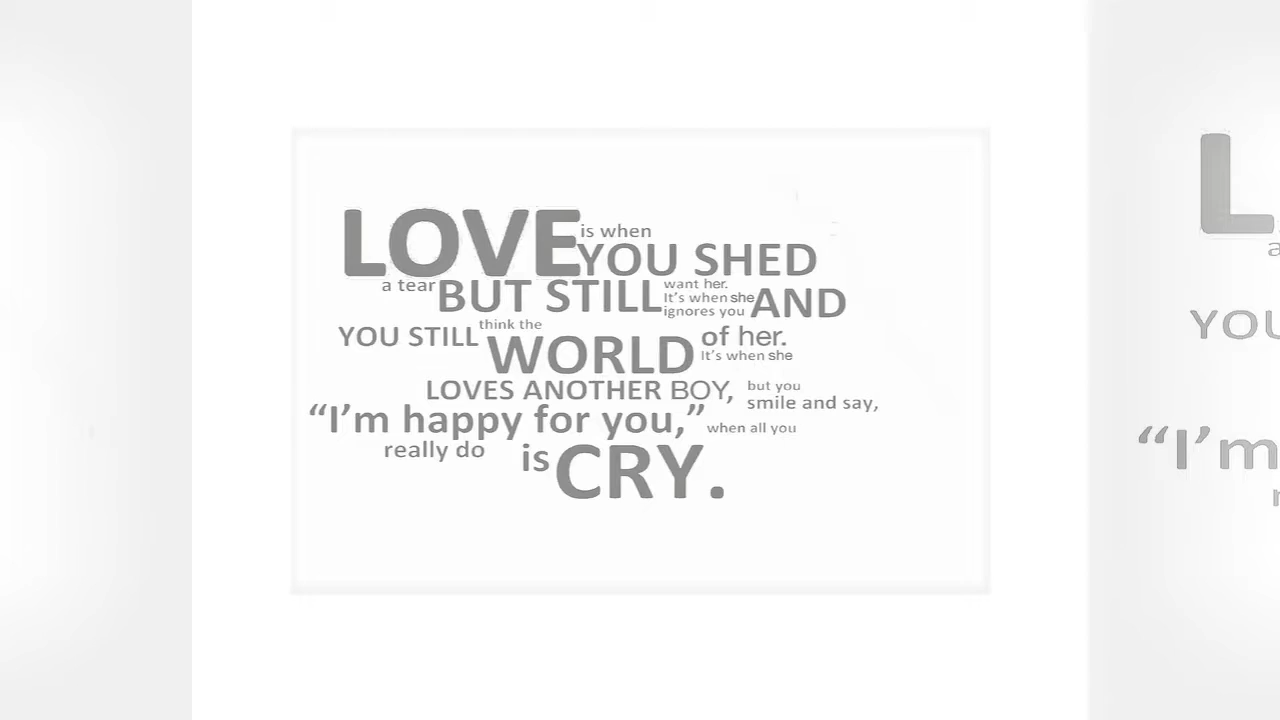 LOVE is when
YOU SHED
a tear BUT STILL want her.
It's when she
ignores you AND
YOU STILL think the
WORLD of her.
It's when she
LOVES ANOTHER BOY, but you
smile and say,
“I’m happy for you,” when all you
really do is CRY.
L
a
YOU
“I’m